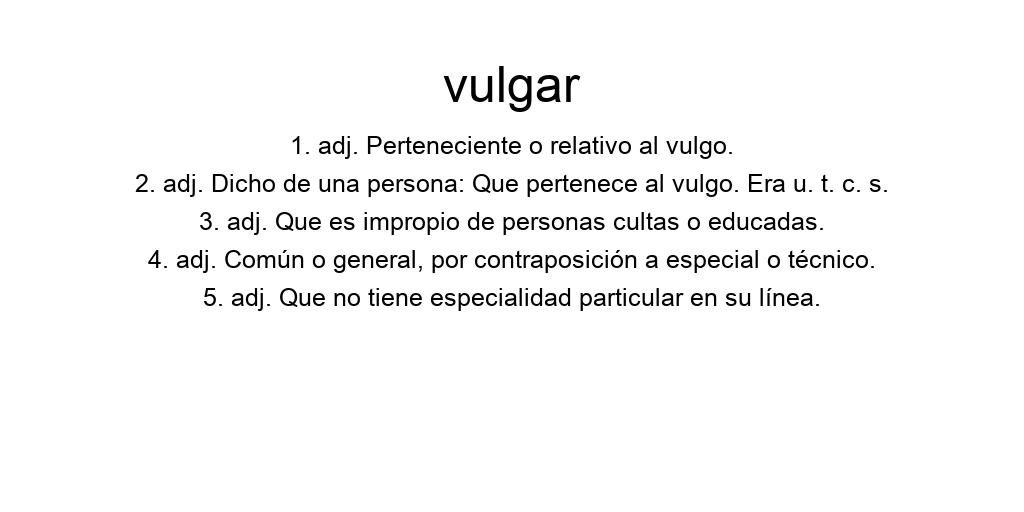 vulgar
1. adj. Perteneciente o relativo al vulgo.
2. adj. Dicho de una persona: Que pertenece al vulgo. Era u. t. c. s.
3. adj. Que es impropio de personas cultas o educadas.
4. adj. Común o general, por contraposición a especial o técnico.
5. adj. Que no tiene especialidad particular en su línea.